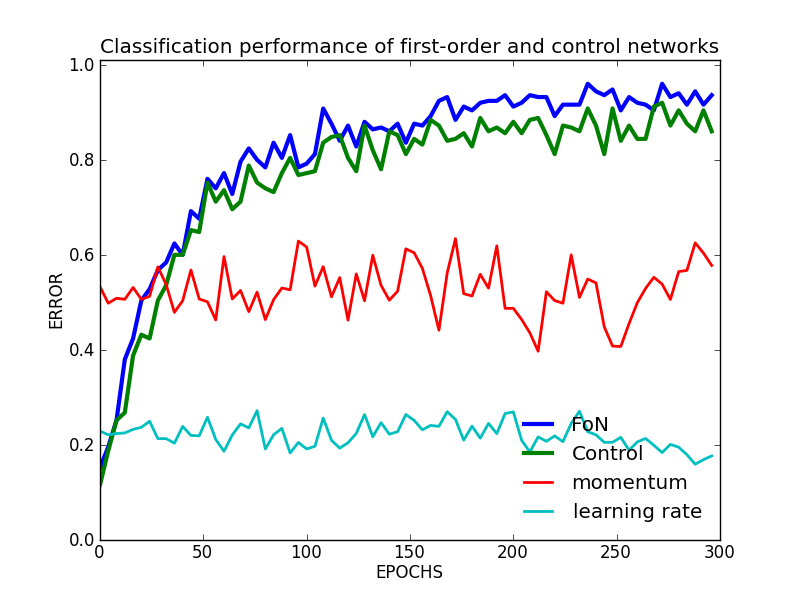 Classification performance of first-order and control networks
1.0
0.8
0.6
0.4
0.2
0.0
ERROR
0 50 100 150 200 250 300
EPOCHS
FoN
Control
momentum
learning rate